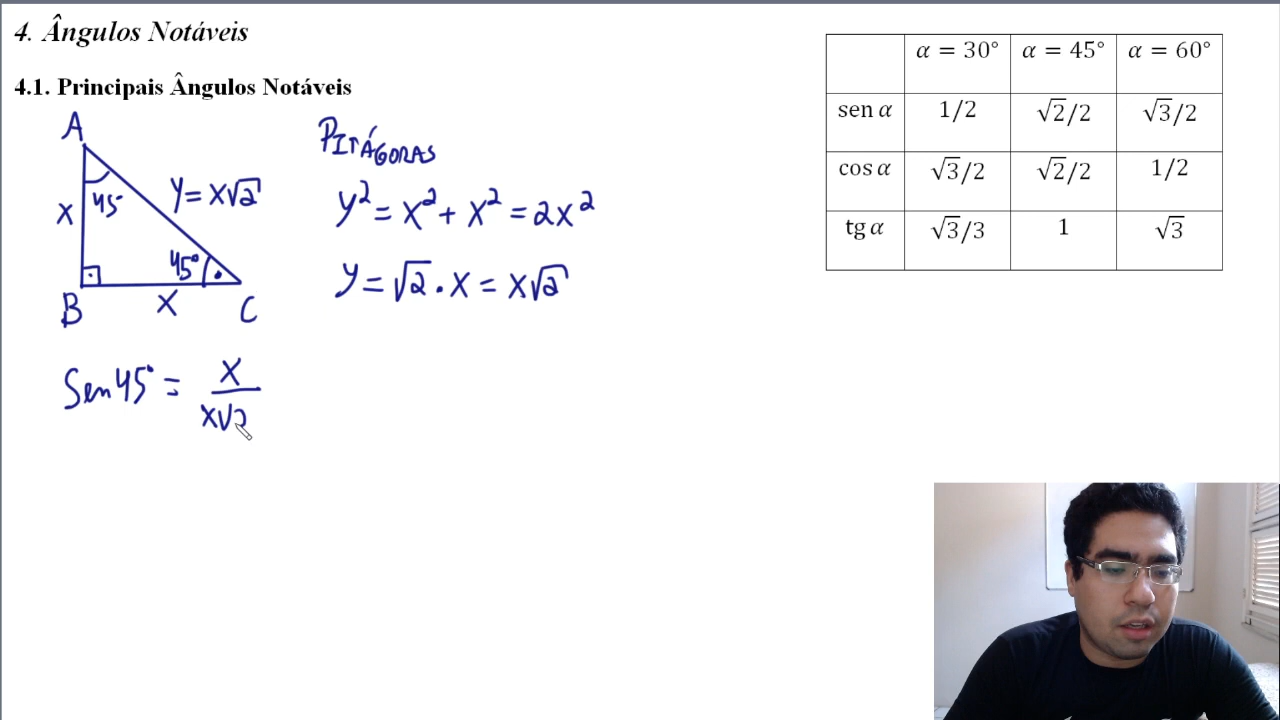 4. Ângulos Notáveis
4.1. Principais Ângulos Notáveis
A
45°
Y = X√2
X
45°
B
X
C
PITÁGORAS
y² = x² + x² = 2x²
y = √2 . x = x√2
Sen 45° = x / x√2
α = 30° α = 45° α = 60°
sen α 1/2 √2/2 √3/2
cos α √3/2 √2/2 1/2
tg α √3/3 1 √3